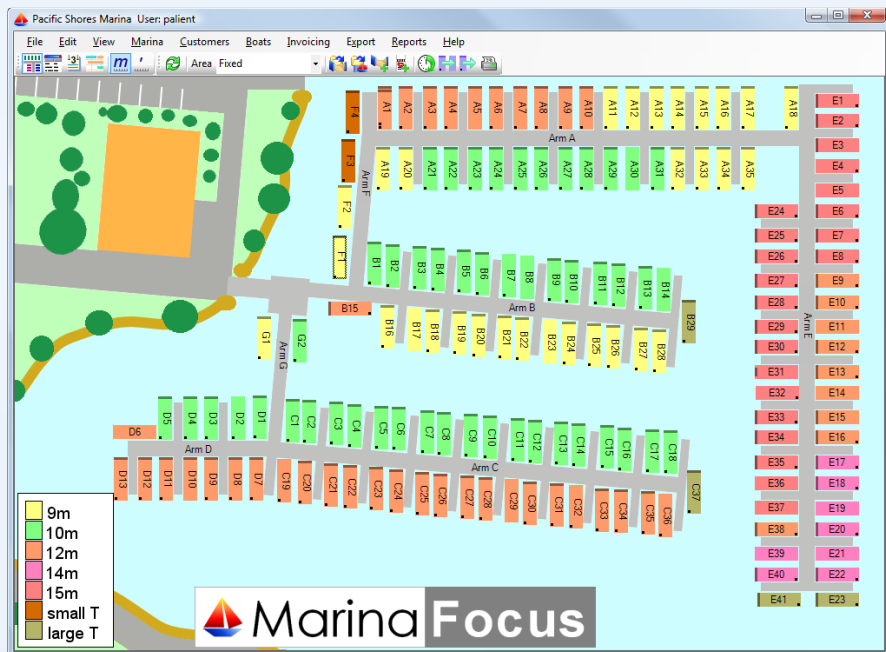 Pacific Shores Marina User: palient
File Edit View Marina Customers Boats Invoicing Export Reports Help
m ' Area Fixed
F4 A1 A2 A3 A4 A5 A6 A7 A8 A9 A10 A11 A12 A13 A14 A15 A16 A17 A18 E1
E2
Arm A
F3 A19 A20 A21 A22 A23 A24 A25 A26 A27 A28 A29 A30 A31 A32 A33 A34 A35 E3
E4
Arm F
E5
F2 E24 E6
E25 E7
F1 B1 B2 B3 B4 B5 B6 B7 B8 B9 B10 B11 B12 B13 B14 E26 E8
E27 E9
B15 Arm B B29 E28 E10
G1 G2 B16 B17 B18 B19 B20 B21 B22 B23 B24 B25 B26 B27 B28 E29 Arm E E11
E30 E12
Arm G
E31 E13
E32 E14
D5 D4 D3 D2 D1 C1 C2 C3 C4 C5 C6 C7 C8 C9 C10 C11 C12 C13 C14 C15 C16 C17 C18 E33 E15
D6 E34 E16
Arm D Arm C
E35 E17
D13 D12 D11 D10 D9 D8 D7 C19 C20 C21 C22 C23 C24 C25 C26 C27 C28 C29 C30 C31 C32 C33 C34 C35 C36 C37 E36 E18
E37 E19
E38 E20
E39 E21
E40 E22
E41 E23
9m
10m
12m
14m
15m
small T
large T
Marina Focus